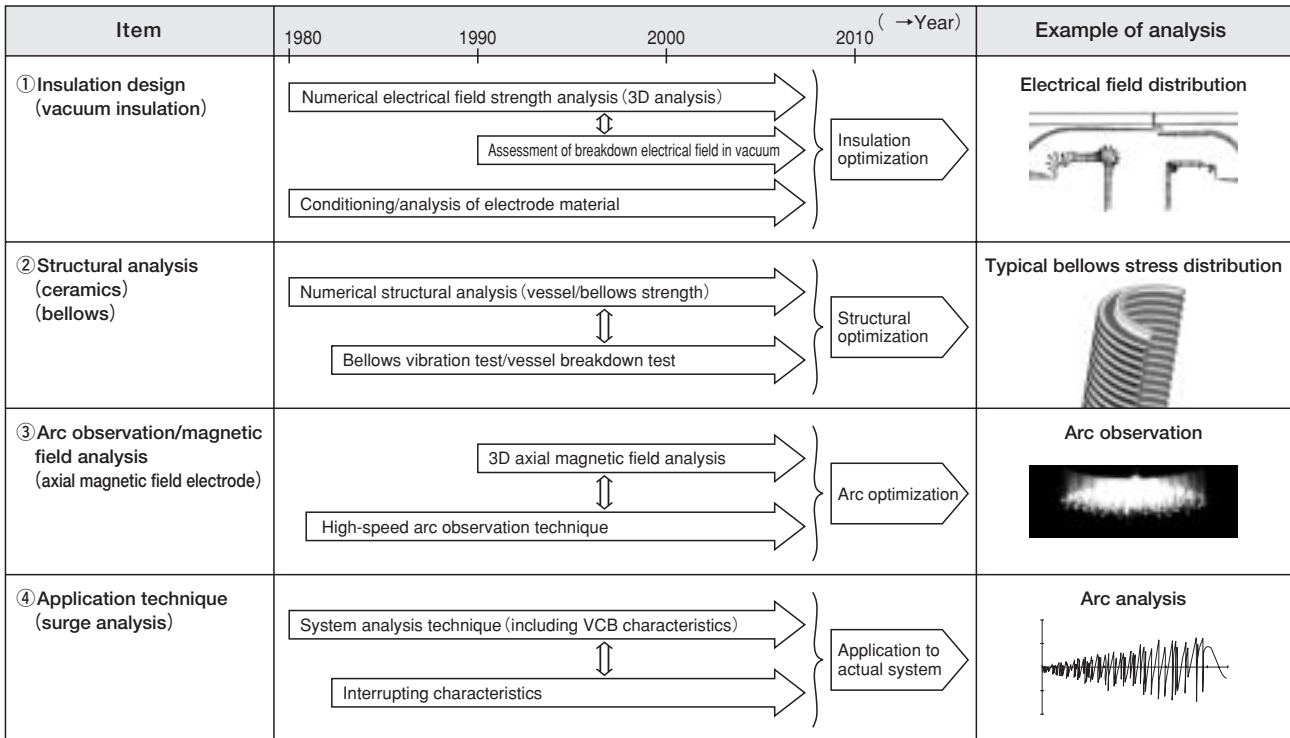 Item
1980
1990
2000
2010
( →Year)
Example of analysis
①Insulation design
(vacuum insulation)
Numerical electrical field strength analysis (3D analysis)
Assessment of breakdown electrical field in vacuum
Conditioning/analysis of electrode material
Insulation
optimization
Electrical field distribution
②Structural analysis
(ceramics)
(bellows)
Numerical structural analysis (vessel/bellows strength)
Bellows vibration test/vessel breakdown test
Structural
optimization
Typical bellows stress distribution
③Arc observation/magnetic
field analysis
(axial magnetic field electrode)
3D axial magnetic field analysis
High-speed arc observation technique
Arc optimization
Arc observation
④Application technique
(surge analysis)
System analysis technique (including VCB characteristics)
Interrupting characteristics
Application to
actual system
Arc analysis